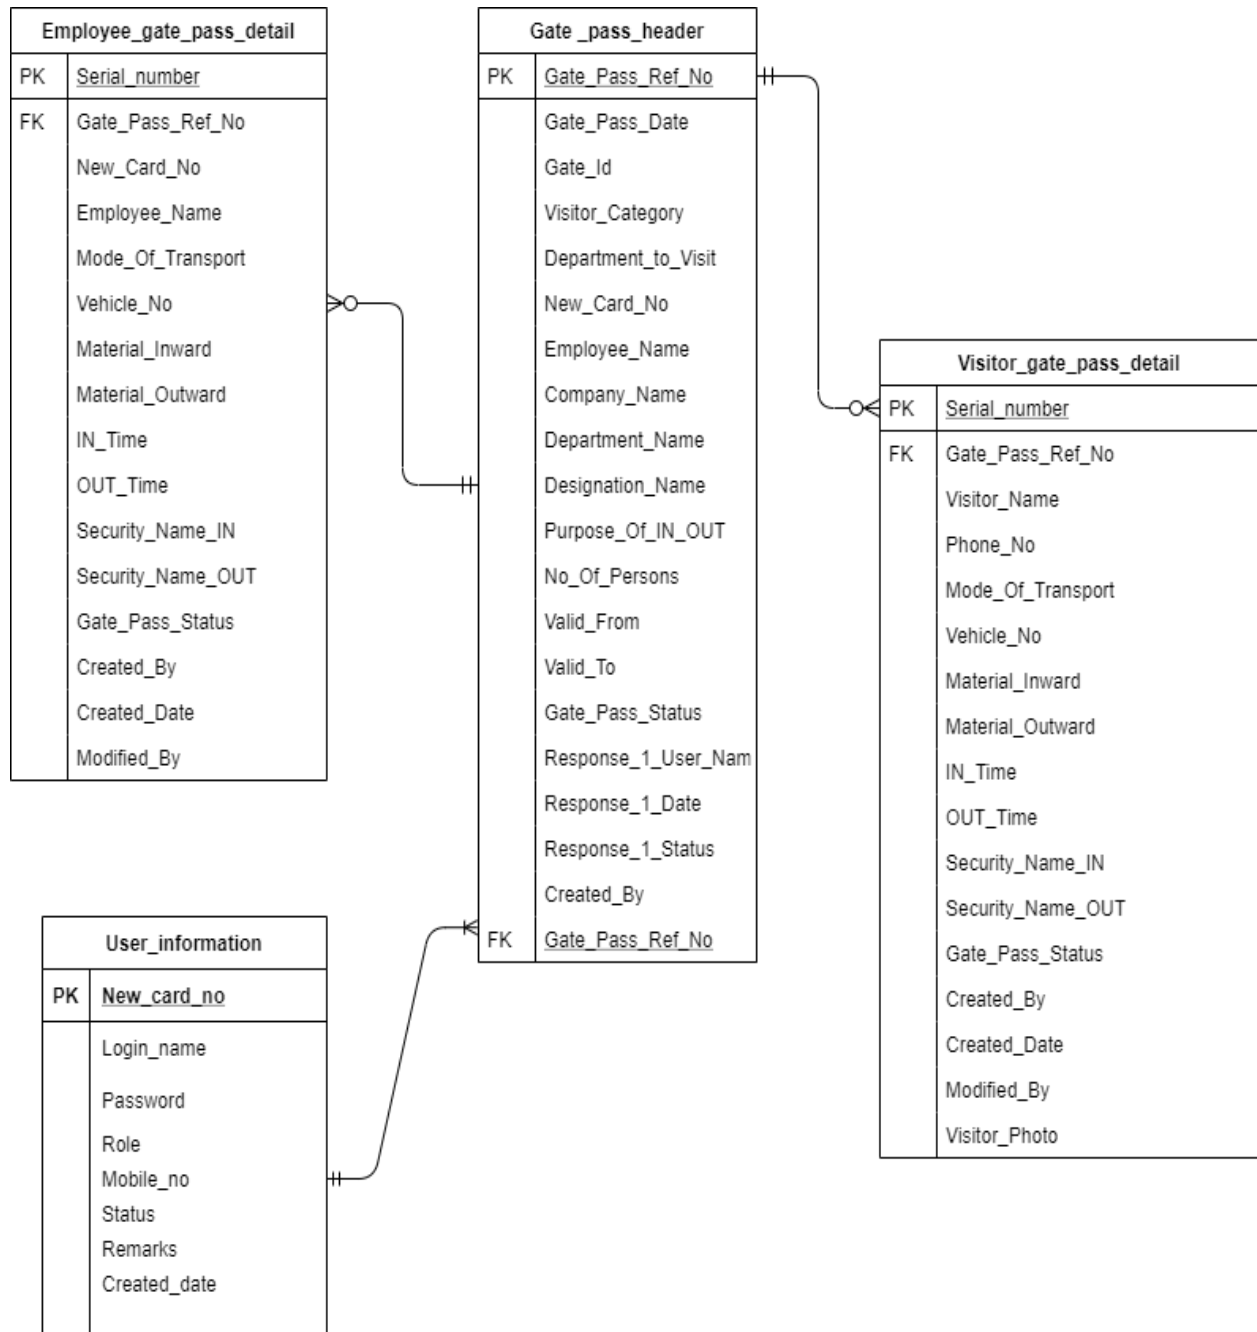 Employee_gate_pass_detail
PK Serial_number
FK Gate_Pass_Ref_No
New_Card_No
Employee_Name
Mode_Of_Transport
Vehicle_No
Material_Inward
Material_Outward
IN_Time
OUT_Time
Security_Name_IN
Security_Name_OUT
Gate_Pass_Status
Created_By
Created_Date
Modified_By
Gate _pass_header
PK Gate_Pass_Ref_No
Gate_Pass_Date
Gate_Id
Visitor_Category
Department_to_Visit
New_Card_No
Employee_Name
Company_Name
Department_Name
Designation_Name
Purpose_Of_IN_OUT
No_Of_Persons
Valid_From
Valid_To
Gate_Pass_Status
Response_1_User_Nam
Response_1_Date
Response_1_Status
Created_By
FK Gate_Pass_Ref_No
Visitor_gate_pass_detail
PK Serial_number
FK Gate_Pass_Ref_No
Visitor_Name
Phone_No
Mode_Of_Transport
Vehicle_No
Material_Inward
Material_Outward
IN_Time
OUT_Time
Security_Name_IN
Security_Name_OUT
Gate_Pass_Status
Created_By
Created_Date
Modified_By
Visitor_Photo
User_information
PK New_card_no
Login_name
Password
Role
Mobile_no
Status
Remarks
Created_date